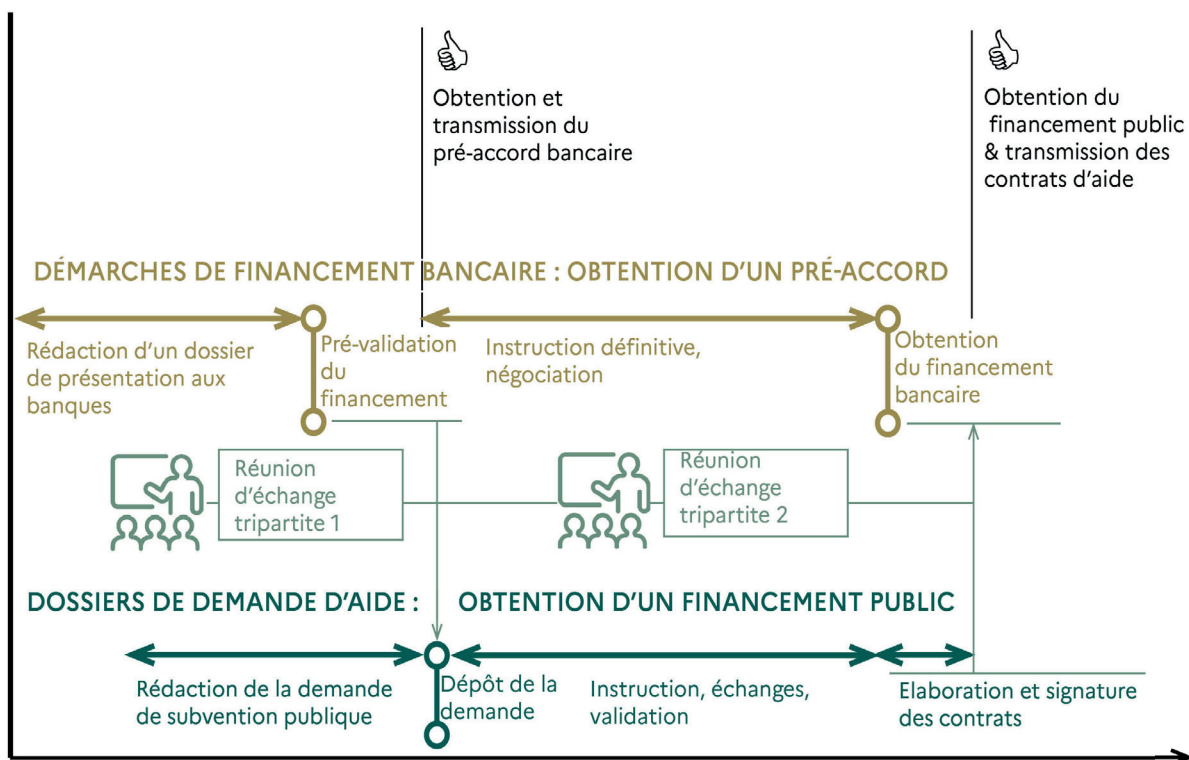 Obtention et
transmission du
pré-accord bancaire
Obtention du
financement public
& transmission des
contrats d'aide
DÉMARCHES DE FINANCEMENT BANCAIRE : OBTENTION D'UN PRÉ-ACCORD
Rédaction d'un dossier
de présentation aux
banques
Pré-validation
du
financement
Instruction définitive,
négociation
Obtention
du financement
bancaire
Réunion
d'échange
tripartite 1
Réunion
d'échange
tripartite 2
DOSSIERS DE DEMANDE D'AIDE : OBTENTION D'UN FINANCEMENT PUBLIC
Rédaction de la demande
de subvention publique
Dépôt de la
demande
Instruction, échanges,
validation
Elaboration et signature
des contrats